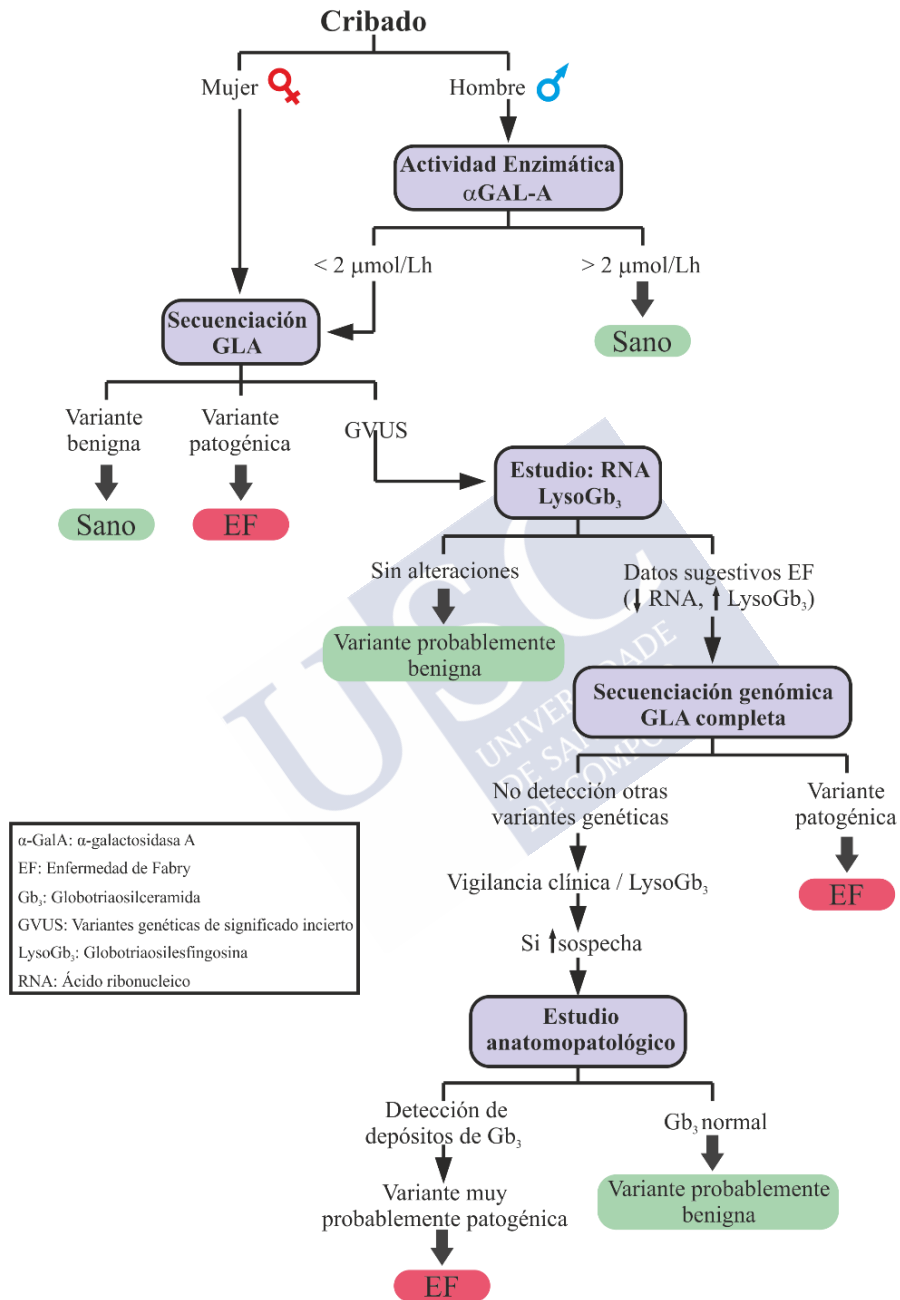 Cribado
Mujer
Hombre
Actividad Enzimática
αGAL-A
< 2 μmol/Lh
> 2 μmol/Lh
Secuenciación
GLA
Sano
Variante
benigna
Variante
patogénica
GVUS
Sano
EF
Estudio: RNA
LysoGb₃
Sin alteraciones
Datos sugestivos EF
(↓ RNA, ↑ LysoGb₃)
Variante probablemente
benigna
Secuenciación genómica
GLA completa
No detección otras
variantes genéticas
Variante
patogénica
EF
Vigilancia clínica / LysoGb₃
Si ↑sospecha
Estudio
anatomopatológico
Detección de
depósitos de Gb₃
Gb₃ normal
Variante muy
probablemente patogénica
Variante probablemente
benigna
EF
α-GalA: α-galactosidasa A
EF: Enfermedad de Fabry
Gb₃: Globotriaosilceramida
GVUS: Variantes genéticas de significado incierto
LysoGb₃: Globotriaosilesfingosina
RNA: Ácido ribonucleico
USC
UNIVERSIDADE
DE
DE